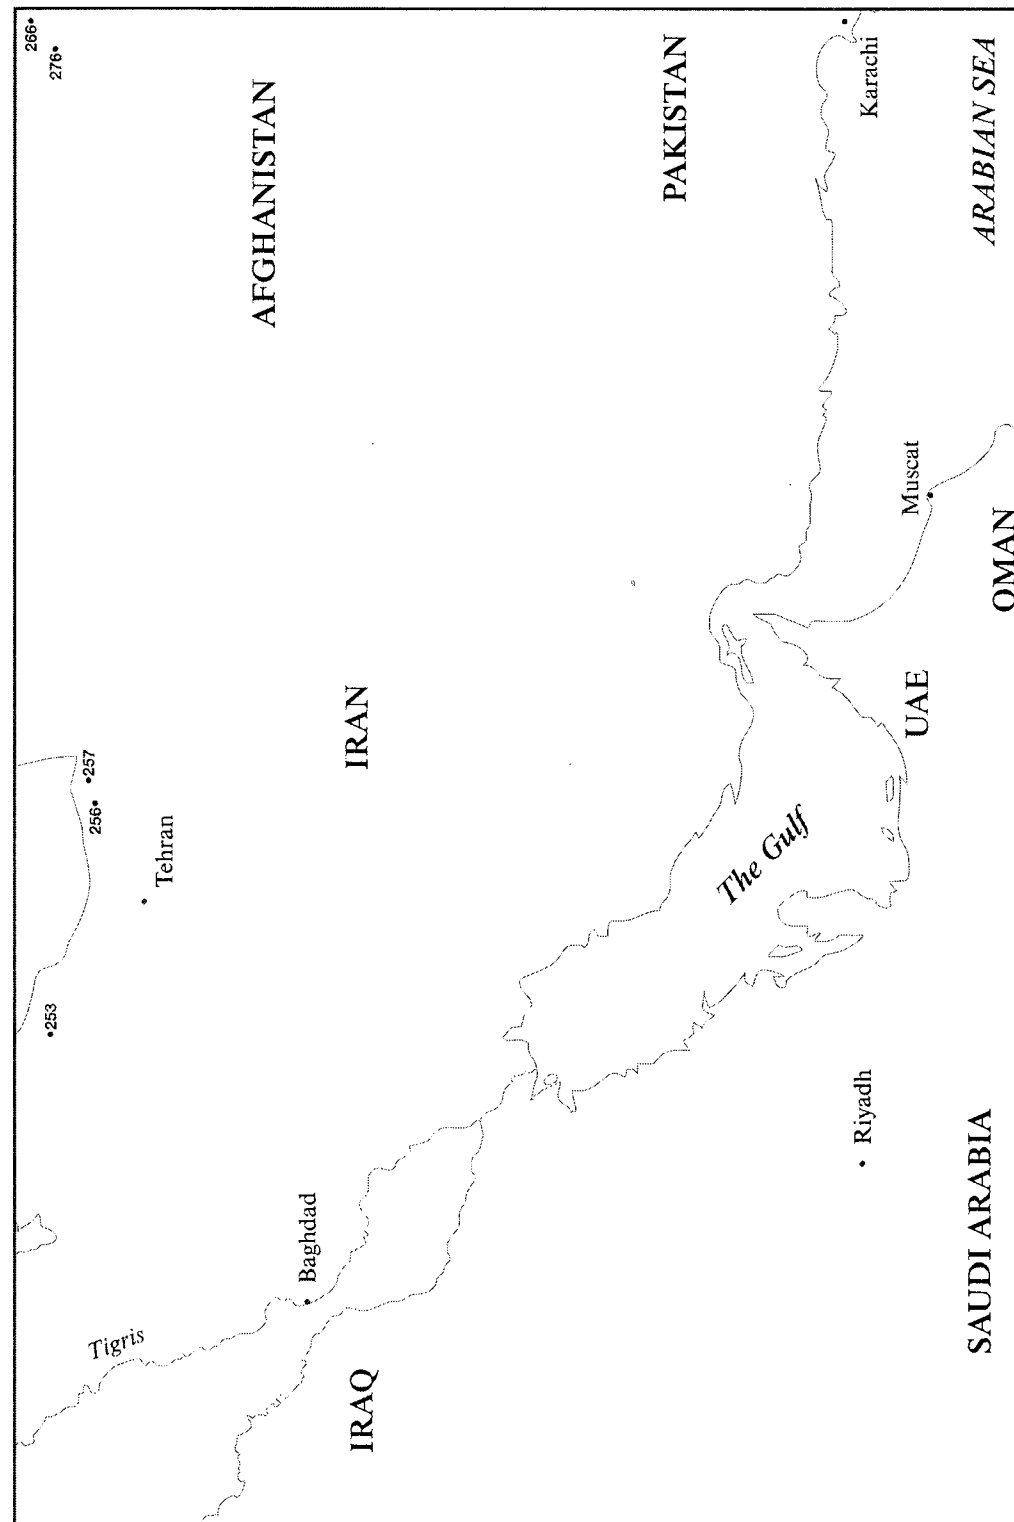 266
276
AFGHANISTAN
PAKISTAN
Karachi
ARABIAN SEA
Muscat
OMAN
UAE
IRAN
257
256
Tehran
The Gulf
253
Riyadh
SAUDI ARABIA
Baghdad
Tigris
IRAQ